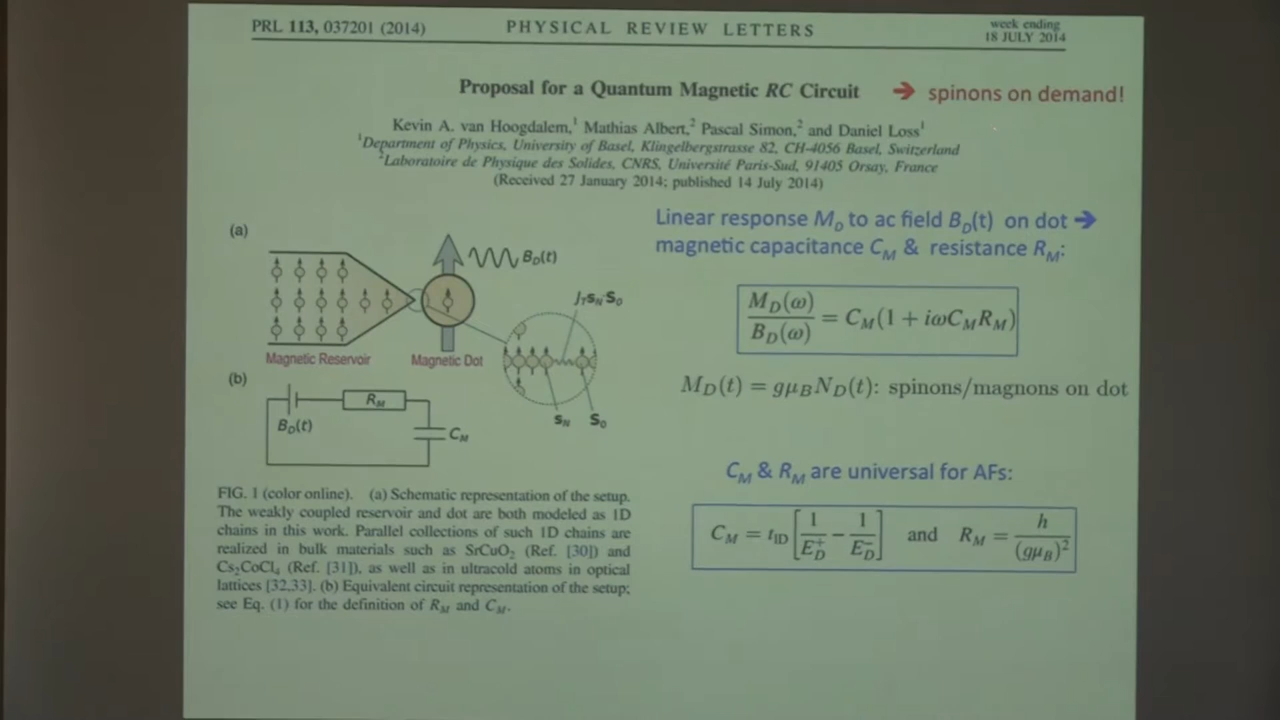 PRL 113, 037201 (2014) PHYSICAL REVIEW LETTERS week ending 18 JULY 2014
Proposal for a Quantum Magnetic RC Circuit ➔ spinons on demand!
Kevin A. van Hoogdalem,¹ Mathias Albert,² Pascal Simon,² and Daniel Loss¹
¹Department of Physics, University of Basel, Klingelbergstrasse 82, CH-4056 Basel, Switzerland
²Laboratoire de Physique des Solides, CNRS, Université Paris-Sud, 91405 Orsay, France
(Received 27 January 2014; published 14 July 2014)
(a)
B_D(t)
J_T S_N·S_0
Magnetic Reservoir
Magnetic Dot
S_N S_0
(b)
R_M
B_D(t)
C_M
FIG. 1 (color online). (a) Schematic representation of the setup.
The weakly coupled reservoir and dot are both modeled as 1D
chains in this work. Parallel collections of such 1D chains are
realized in bulk materials such as SrCuO₂ (Ref. [30]) and
Cs₂CoCl₄ (Ref. [31]), as well as in ultracold atoms in optical
lattices [32,33]. (b) Equivalent circuit representation of the setup;
see Eq. (1) for the definition of R_M and C_M.
Linear response M_D to ac field B_D(t) on dot ➔
magnetic capacitance C_M & resistance R_M:
M_D(ω)/B_D(ω) = C_M(1 + iωC_M R_M)
M_D(t) = gμ_B N_D(t): spinons/magnons on dot
C_M & R_M are universal for AFs:
C_M = t_{1D} [1/E_D^+ − 1/E_D^-] and R_M = h/(gμ_B)²